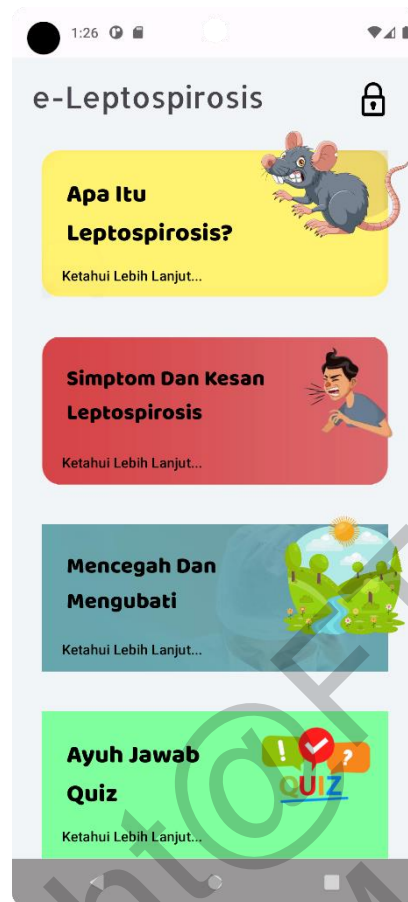 1:26
e-Leptospirosis
Apa Itu
Leptospirosis?
Ketahui Lebih Lanjut...
Simptom Dan Kesan
Leptospirosis
Ketahui Lebih Lanjut...
Mencegah Dan
Mengubati
Ketahui Lebih Lanjut...
Ayuh Jawab
Quiz
! ?
QUIZ
Ketahui Lebih Lanjut...